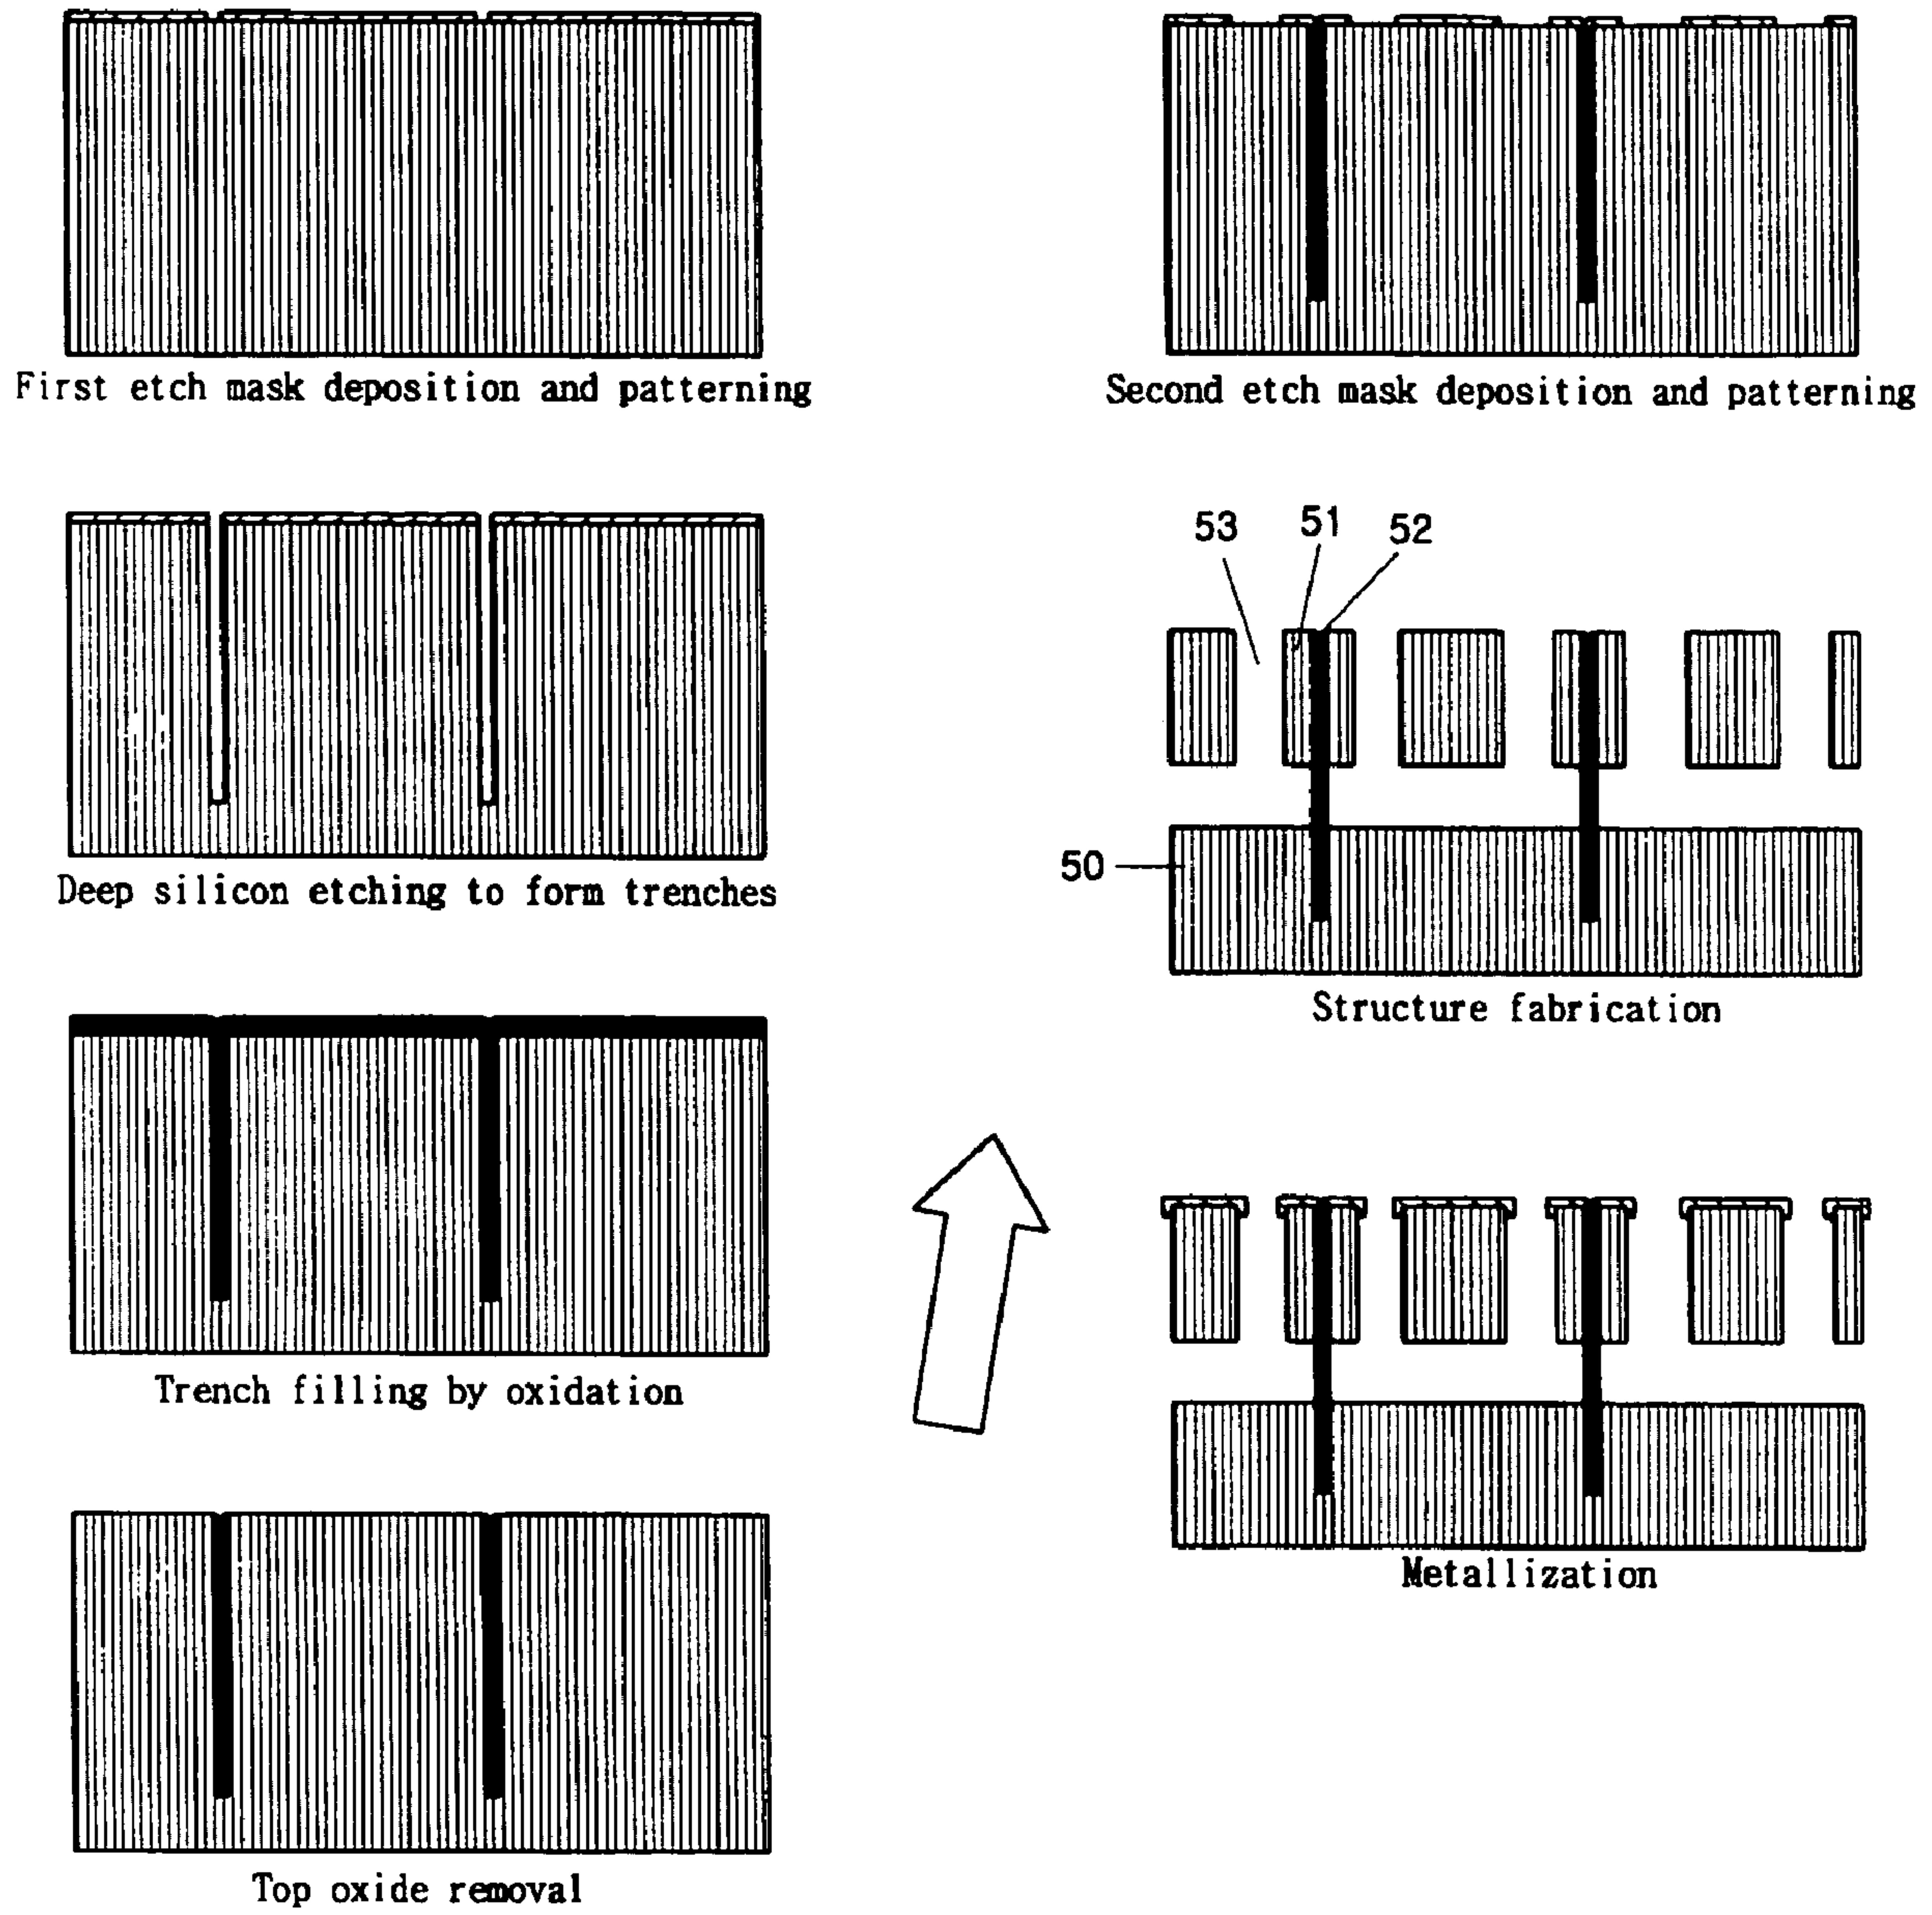 First etch mask deposition and patterning
Deep silicon etching to form trenches
Trench filling by oxidation
Top oxide removal
Second etch mask deposition and patterning
53 51 52
50
Structure fabrication
Metallization